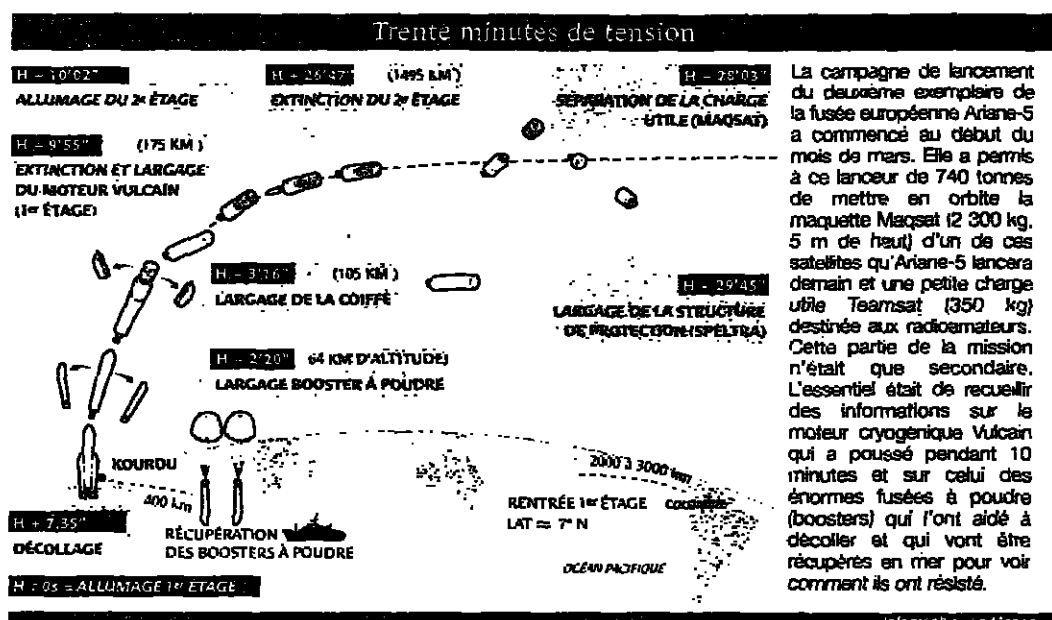 Trente minutes de tension
H – 10'02"
ALLUMAGE DU 2e ÉTAGE
H – 26'47" (1495 KM)
EXTINCTION DU 2e ÉTAGE
H – 28'03"
SÉPARATION DE LA CHARGE
UTILE (MAQSAT)
H – 9'55" (175 KM)
EXTINCTION ET LARGAGE
DU MOTEUR VULCAIN
(1er ÉTAGE)
H – 3'16" (105 KM)
LARGAGE DE LA COIFFE
H – 29'45"
LARGAGE DE LA STRUCTURE
DE PROTECTION (SPELTRA)
H – 2'20" 64 KM D'ALTITUDE)
LARGAGE BOOSTER À POUDRE
KOUROU
400 km
2000 à 3000 km
H + 7,35"
DÉCOLLAGE
RÉCUPÉRATION
DES BOOSTERS À POUDRE
RENTRÉE 1er ÉTAGE
LAT ≈ 7° N
OCÉAN PACIFIQUE
H : 0s = ALLUMAGE 1er ÉTAGE
La campagne de lancement
du deuxième exemplaire de
la fusée européenne Ariane-5
a commencé au début du
mois de mars. Elle a permis
à ce lanceur de 740 tonnes
de mettre en orbite la
maquette Maqsat (2 300 kg,
5 m de haut) d'un de ces
satellites qu'Ariane-5 lancera
demain et une petite charge
utile Teamsat (350 kg)
destinée aux radioamateurs.
Cette partie de la mission
n'était que secondaire.
L'essentiel était de recueillir
des informations sur le
moteur cryogénique Vulcain
qui a poussé pendant 10
minutes et sur celui des
énormes fusées à poudre
(boosters) qui l'ont aidé à
décoller et qui vont être
récupérés en mer pour voir
comment ils ont résisté.